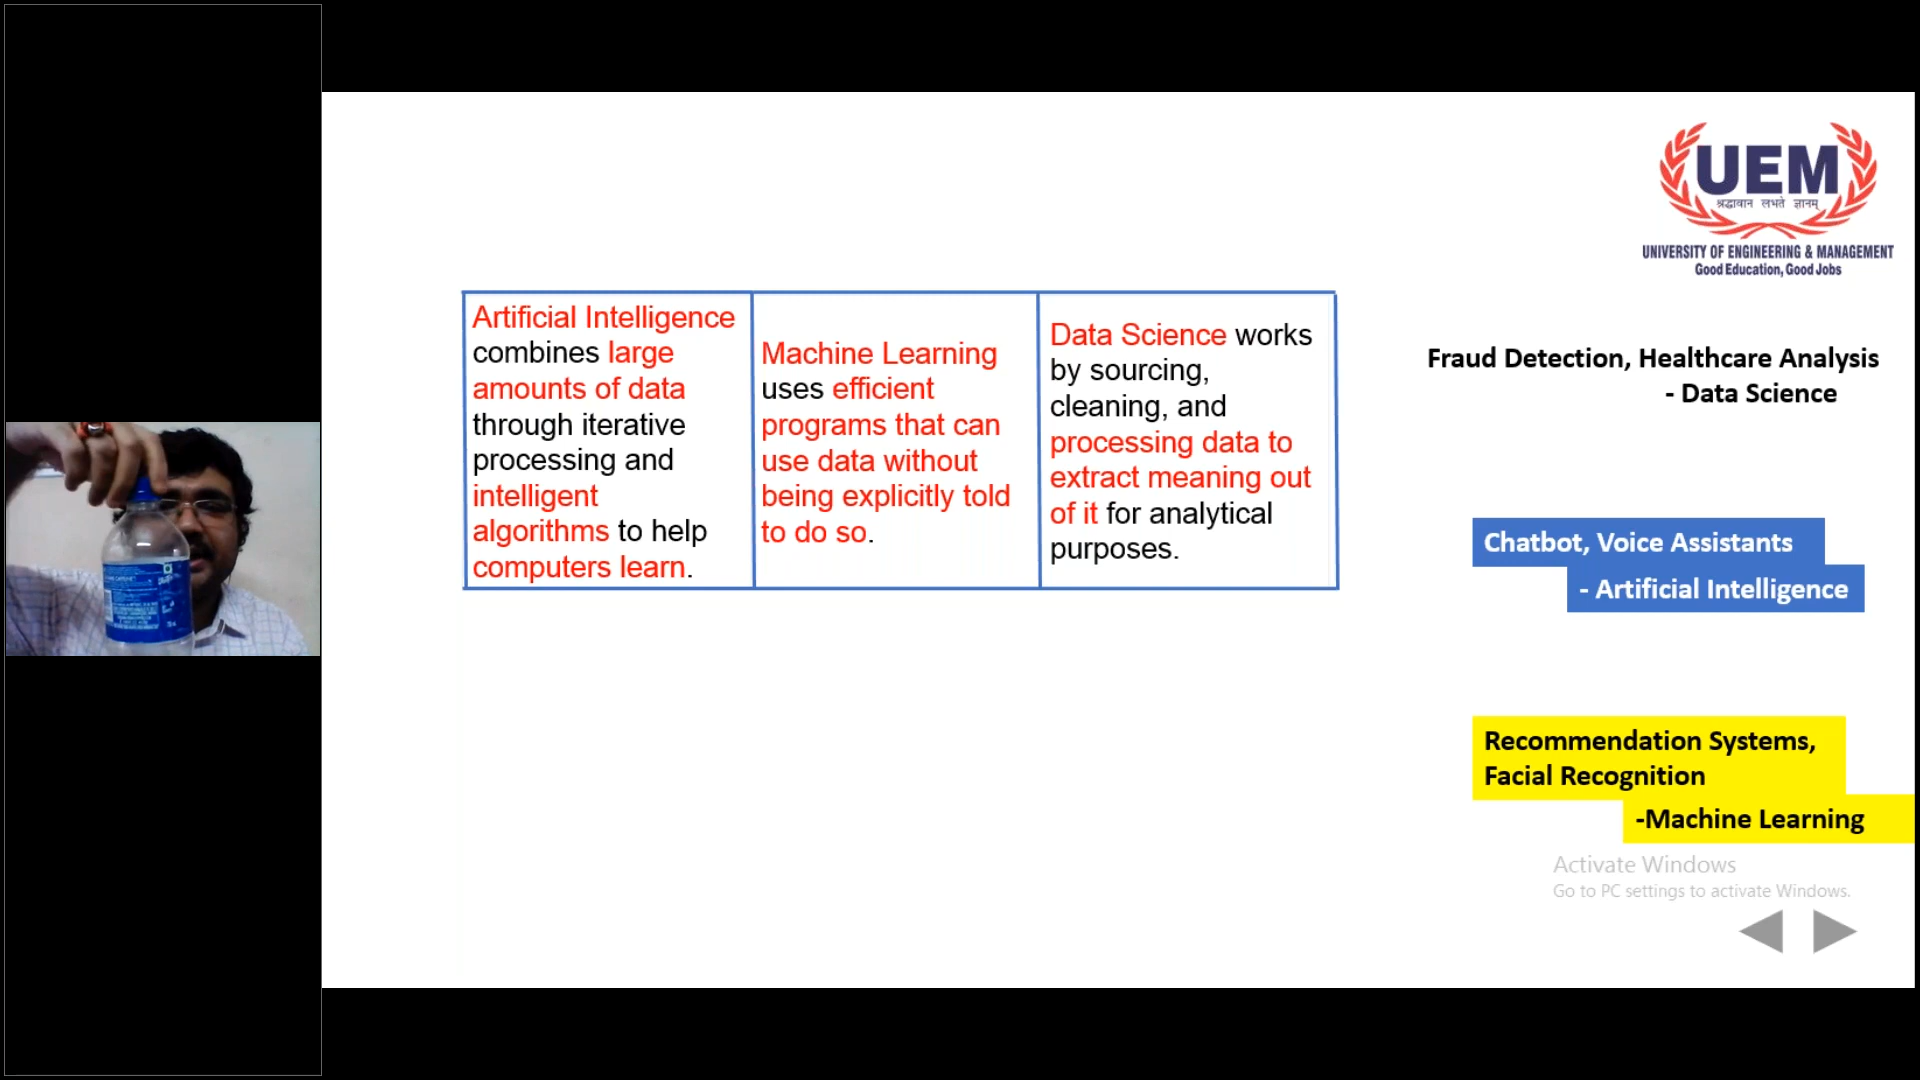 UEM
श्रद्धावान लभते ज्ञानम्
UNIVERSITY OF ENGINEERING & MANAGEMENT
Good Education, Good Jobs
Artificial Intelligence
combines large
amounts of data
through iterative
processing and
intelligent
algorithms to help
computers learn.
Machine Learning
uses efficient
programs that can
use data without
being explicitly told
to do so.
Data Science works
by sourcing,
cleaning, and
processing data to
extract meaning out
of it for analytical
purposes.
Fraud Detection, Healthcare Analysis
- Data Science
Chatbot, Voice Assistants
- Artificial Intelligence
Recommendation Systems,
Facial Recognition
-Machine Learning
Activate Windows
Go to PC settings to activate Windows.